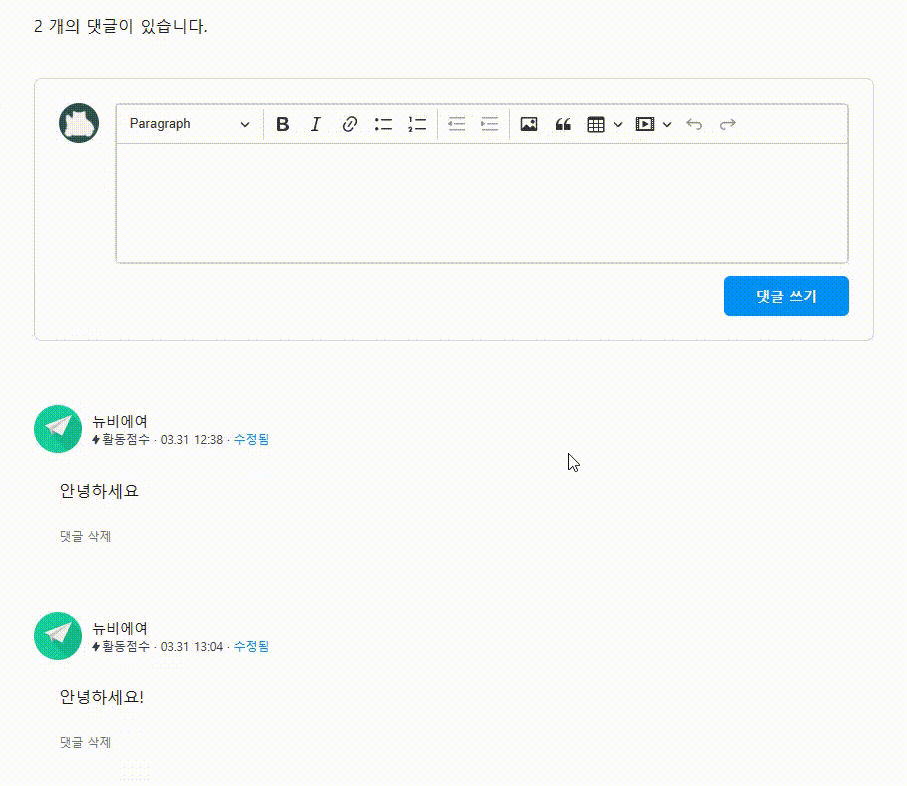 2 개의 댓글이 있습니다.
Paragraph
댓글 쓰기
뉴비에여
활동점수 · 03.31 12:38 · 수정됨
안녕하세요
댓글 삭제
뉴비에여
활동점수 · 03.31 13:04 · 수정됨
안녕하세요!
댓글 삭제